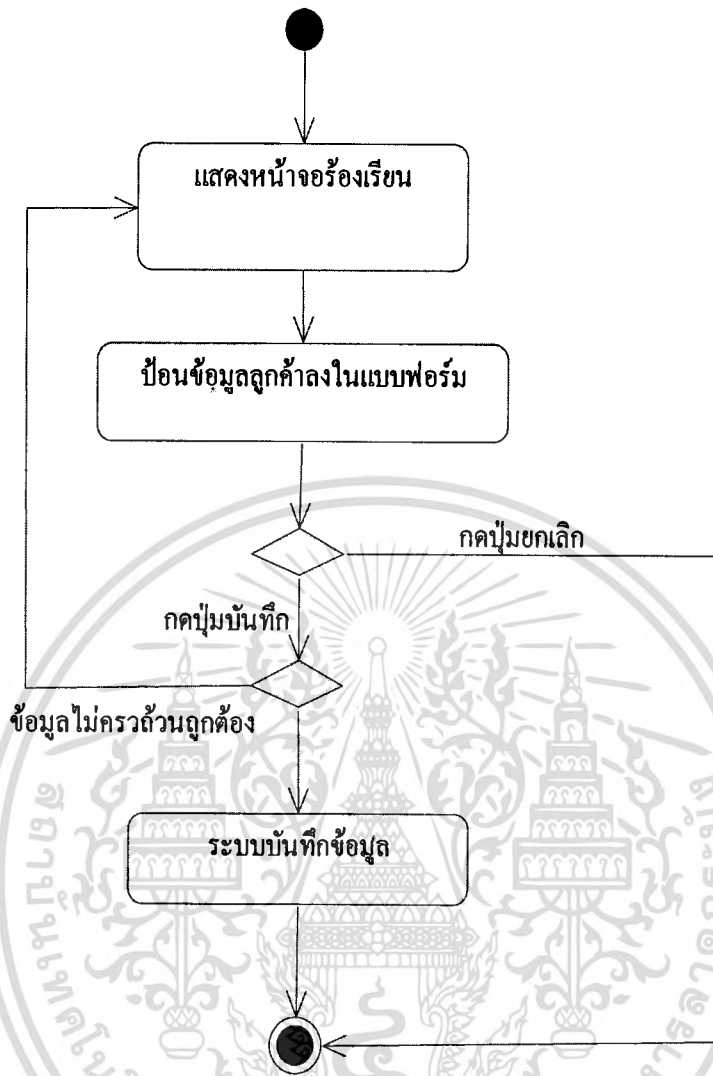 แสดงหน้าจอร้องเรียน
ป้อนข้อมูลลูกค้าลงในแบบฟอร์ม
กดปุ่มยกเลิก
กดปุ่มบันทึก
ข้อมูลไม่ครวถ้วนถูกต้อง
ระบบบันทึกข้อมูล